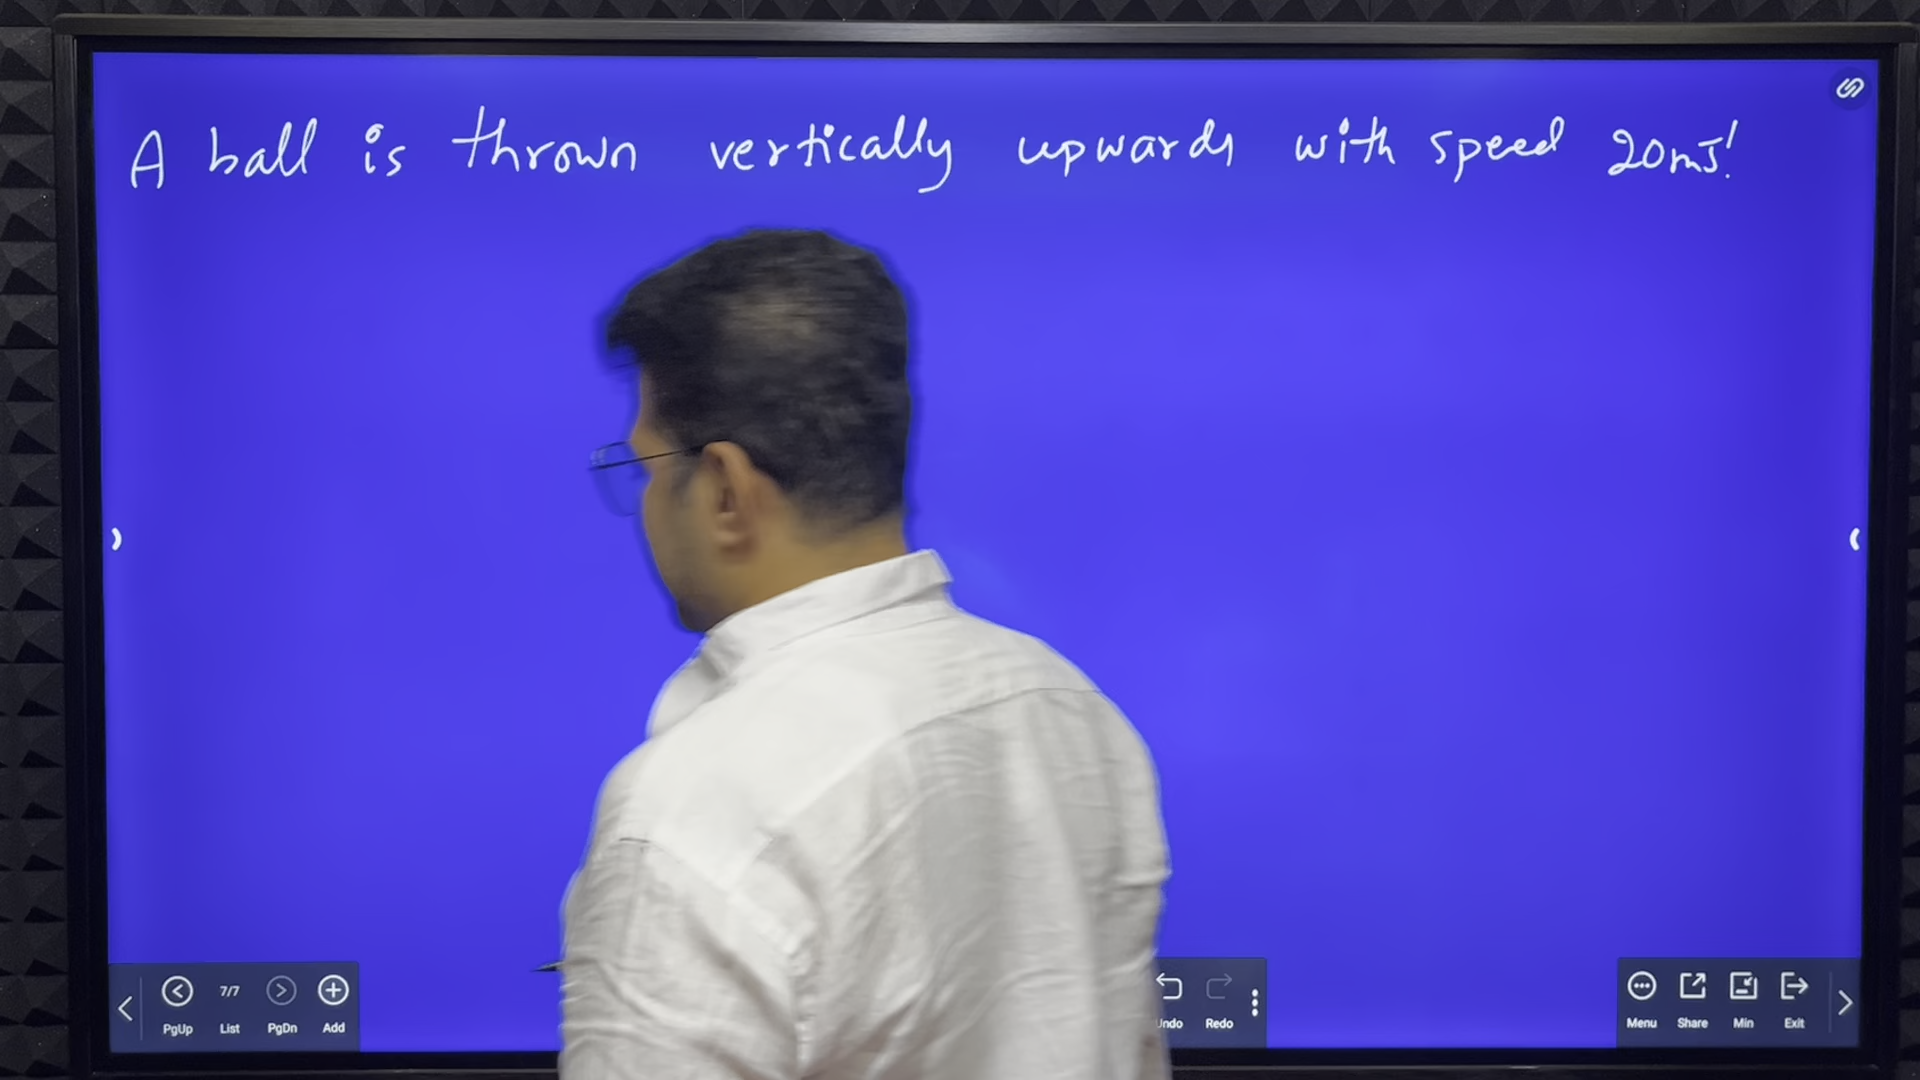 A ball is thrown vertically upwards with speed 20ms⁻¹.
PgUp 7/7 List PgDn Add Undo Redo Menu Share Min Exit